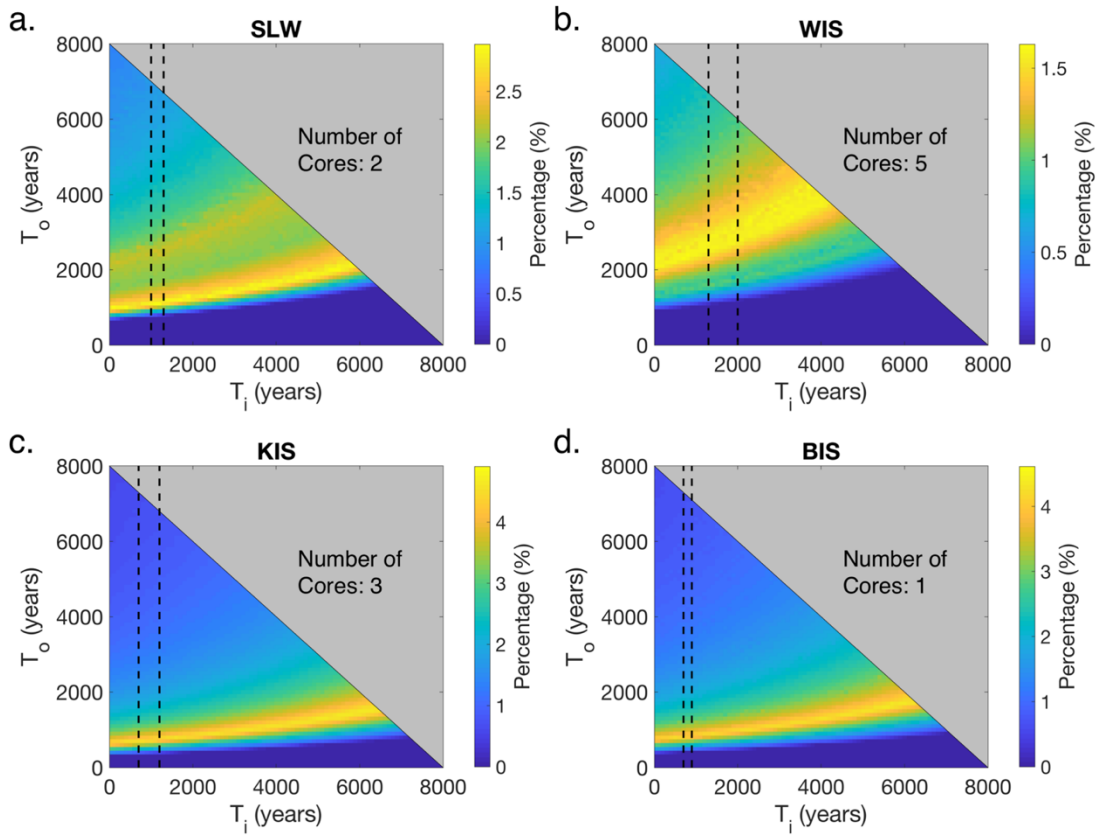 a.
SLW
8000
6000
4000
2000
0
T_o (years)
0 2000 4000 6000 8000
T_i (years)
Number of
Cores: 2
2.5
2
1.5
1
0.5
0
Percentage (%)
b.
WIS
8000
6000
4000
2000
0
T_o (years)
0 2000 4000 6000 8000
T_i (years)
Number of
Cores: 5
1.5
1
0.5
0
Percentage (%)
c.
KIS
8000
6000
4000
2000
0
T_o (years)
0 2000 4000 6000 8000
T_i (years)
Number of
Cores: 3
4
3
2
1
0
Percentage (%)
d.
BIS
8000
6000
4000
2000
0
T_o (years)
0 2000 4000 6000 8000
T_i (years)
Number of
Cores: 1
4
3
2
1
0
Percentage (%)